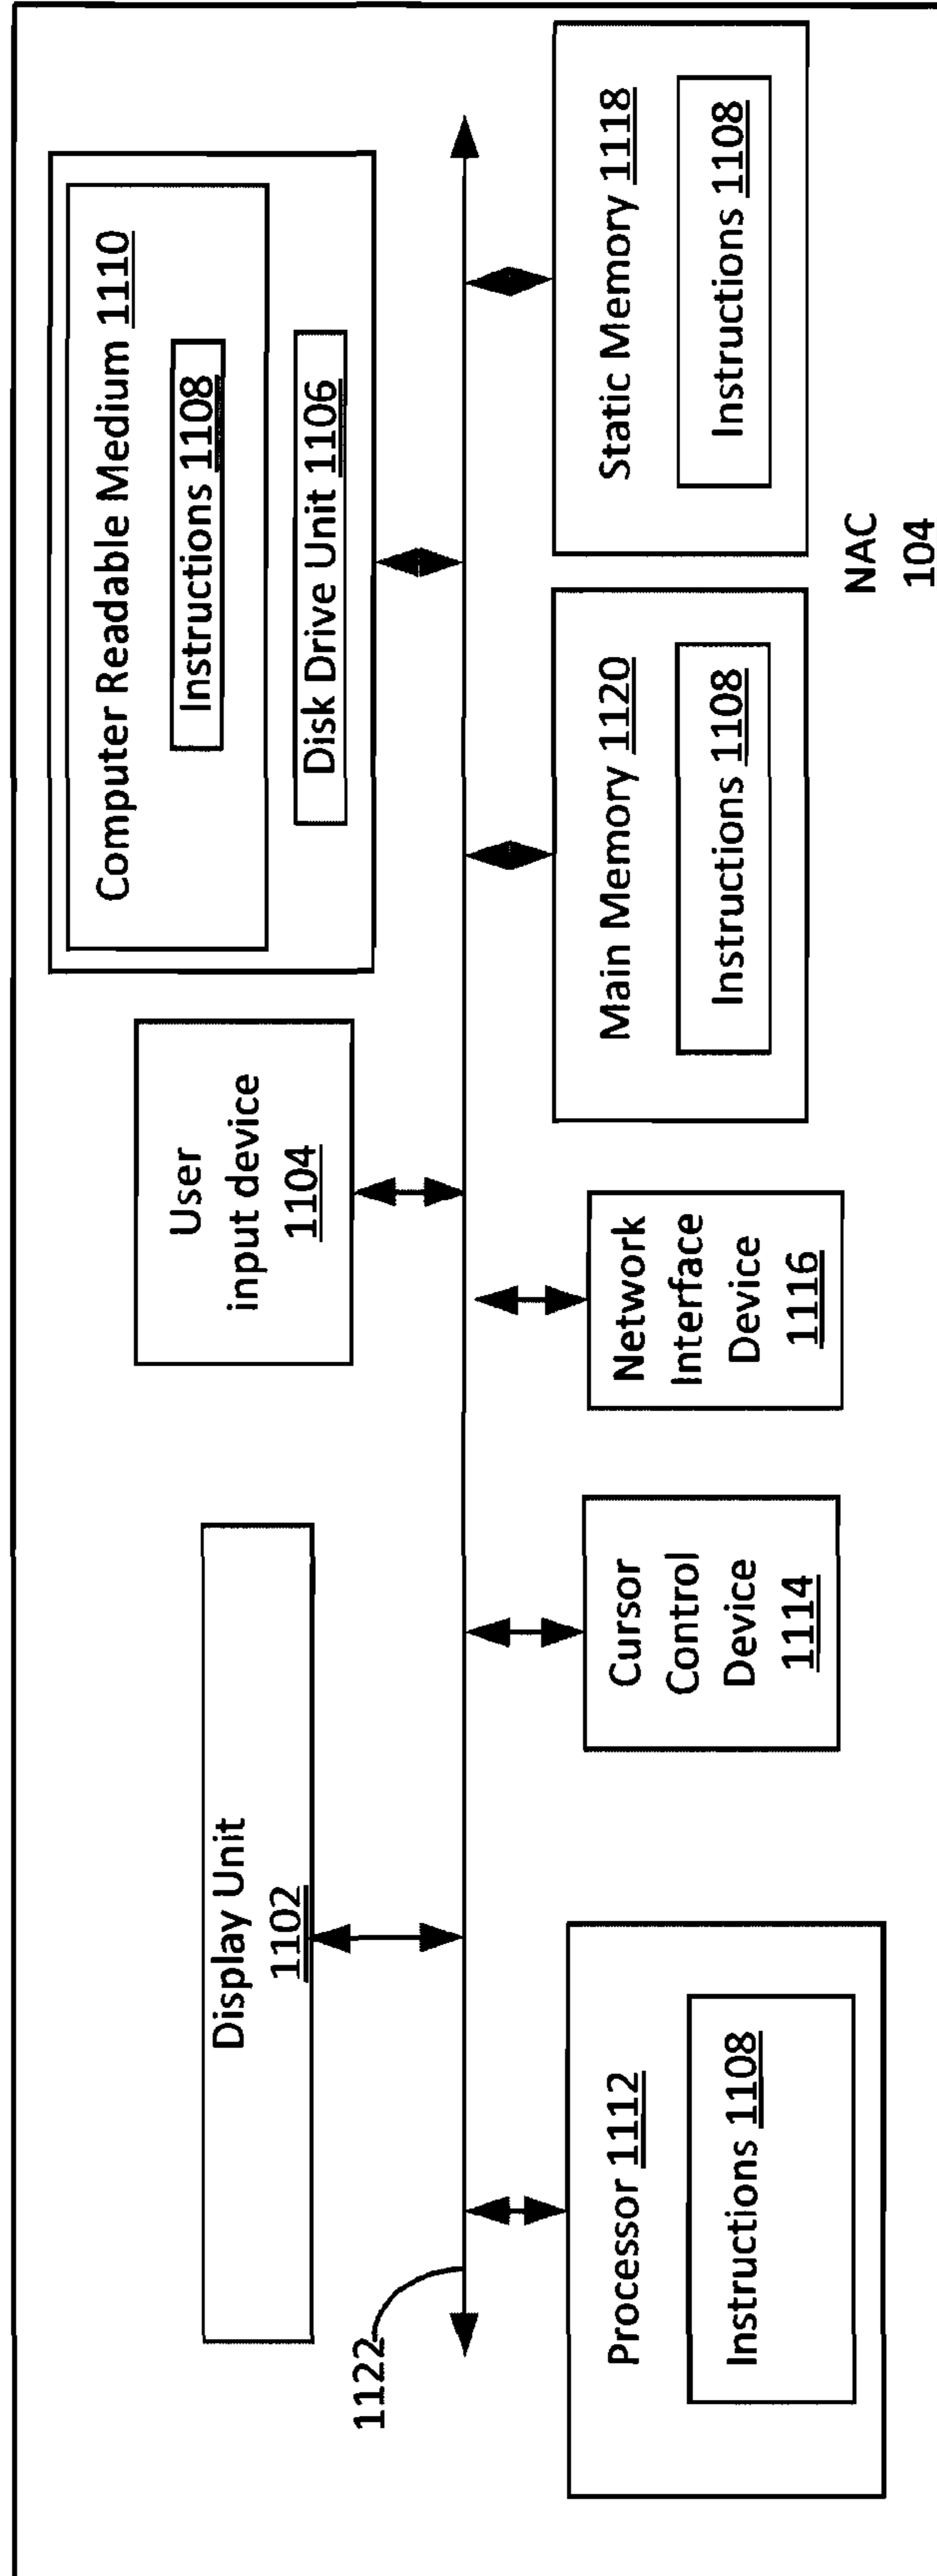 Display Unit
1102
User
input device
1104
Computer Readable Medium 1110
Instructions 1108
Disk Drive Unit 1106
1122
Processor 1112
Instructions 1108
Cursor
Control
Device
1114
Network
Interface
Device
1116
Main Memory 1120
Instructions 1108
Static Memory 1118
Instructions 1108
NAC
104